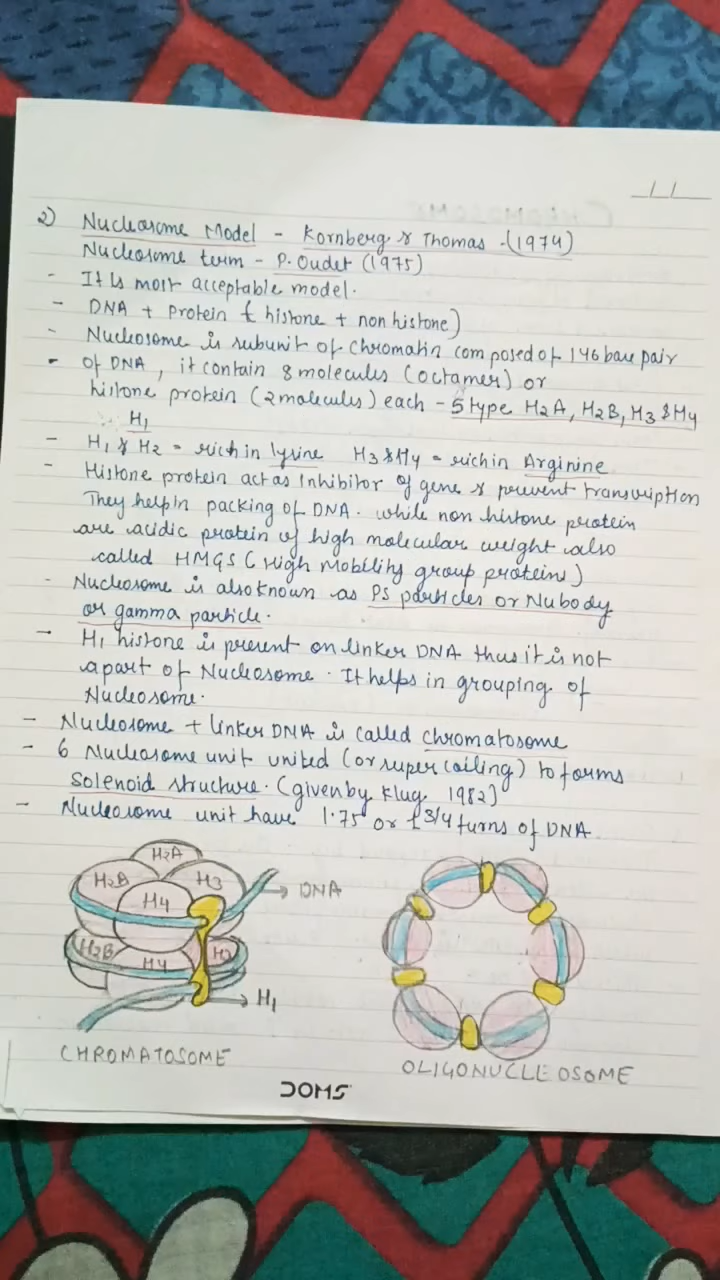 2) Nucleosome Model - Kornberg & Thomas - (1974)
Nucleosome term - P. Oudet (1975)
- It is most acceptable model.
- DNA + Protein ( histone + non histone)
- Nucleosome is subunit of chromatin composed of 146 base pair
- of DNA, it contain 8 molecules (octamer) or
histone protein (2 molecules) each - 5 type H2A, H2B, H3 & H4
H1
- H1 & H2 = rich in lysine H3 & H4 = rich in Arginine
- Histone protein act as inhibitor of gene & prevent transcription
They help in packing of DNA. while non histone protein
are acidic protein of high molecular weight also
called HMGS ( High Mobility group protein)
- Nucleosome is also known as PS particles or Nubody
or gamma particle.
- H1 histone is present on linker DNA thus it is not
a part of Nucleosome. It helps in grouping of
Nucleosome.
- Nucleosome + linker DNA is called chromatosome
- 6 Nucleosome unit united (or super coiling) to forms
Solenoid structure. (given by Klug 1982)
- Nucleosome unit have 1.75 or 1 3/4 turns of DNA.
H2A
H2B H3 → DNA
H4
H2B H4
→ H1
CHROMATOSOME
OLIGONUCLEOSOME
DOMS